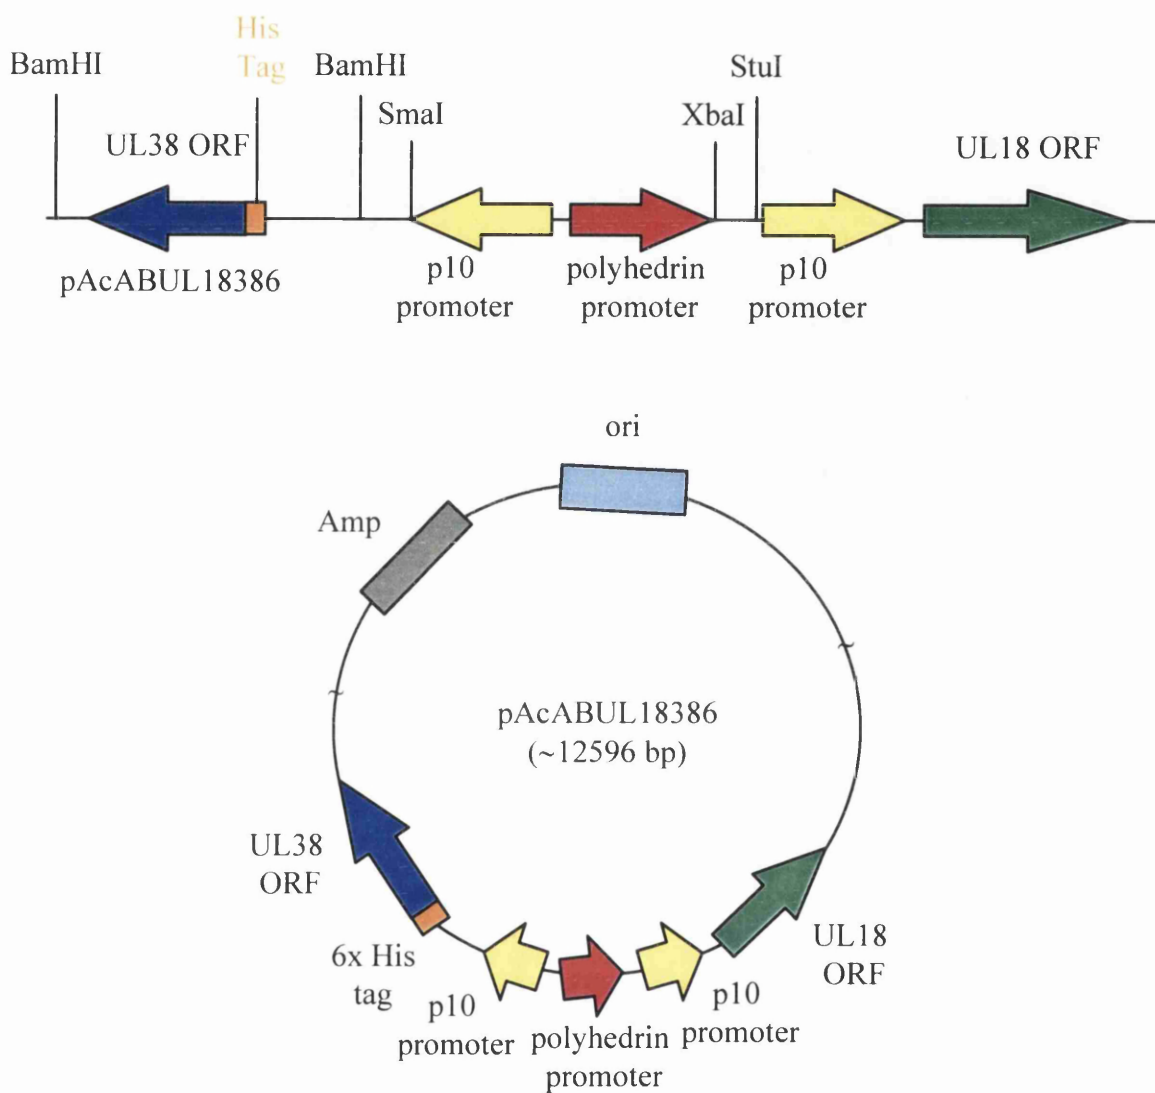 His
Tag
BamHI
BamHI
StuI
SmaI
XbaI
UL38 ORF
UL18 ORF
pAcABUL18386
p10
promoter
polyhedrin
promoter
p10
promoter
ori
Amp
~
~
pAcABUL18386
(~12596 bp)
UL38
ORF
UL18
ORF
6x His
tag
p10
promoter
polyhedrin
promoter
p10
promoter